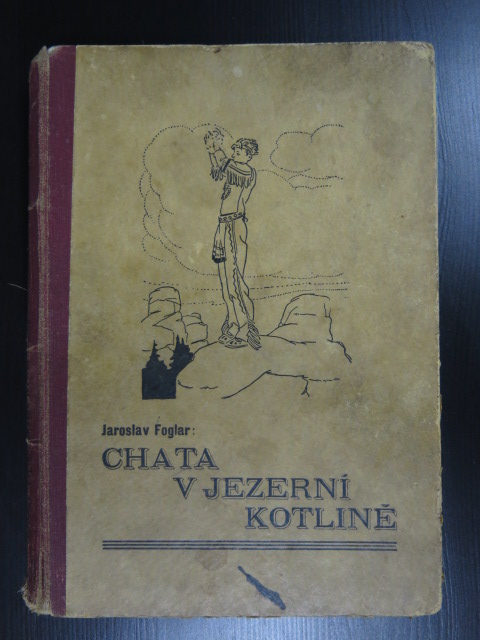 Jaroslav Foglar:
CHATA
V JEZERNÍ
KOTLINĚ